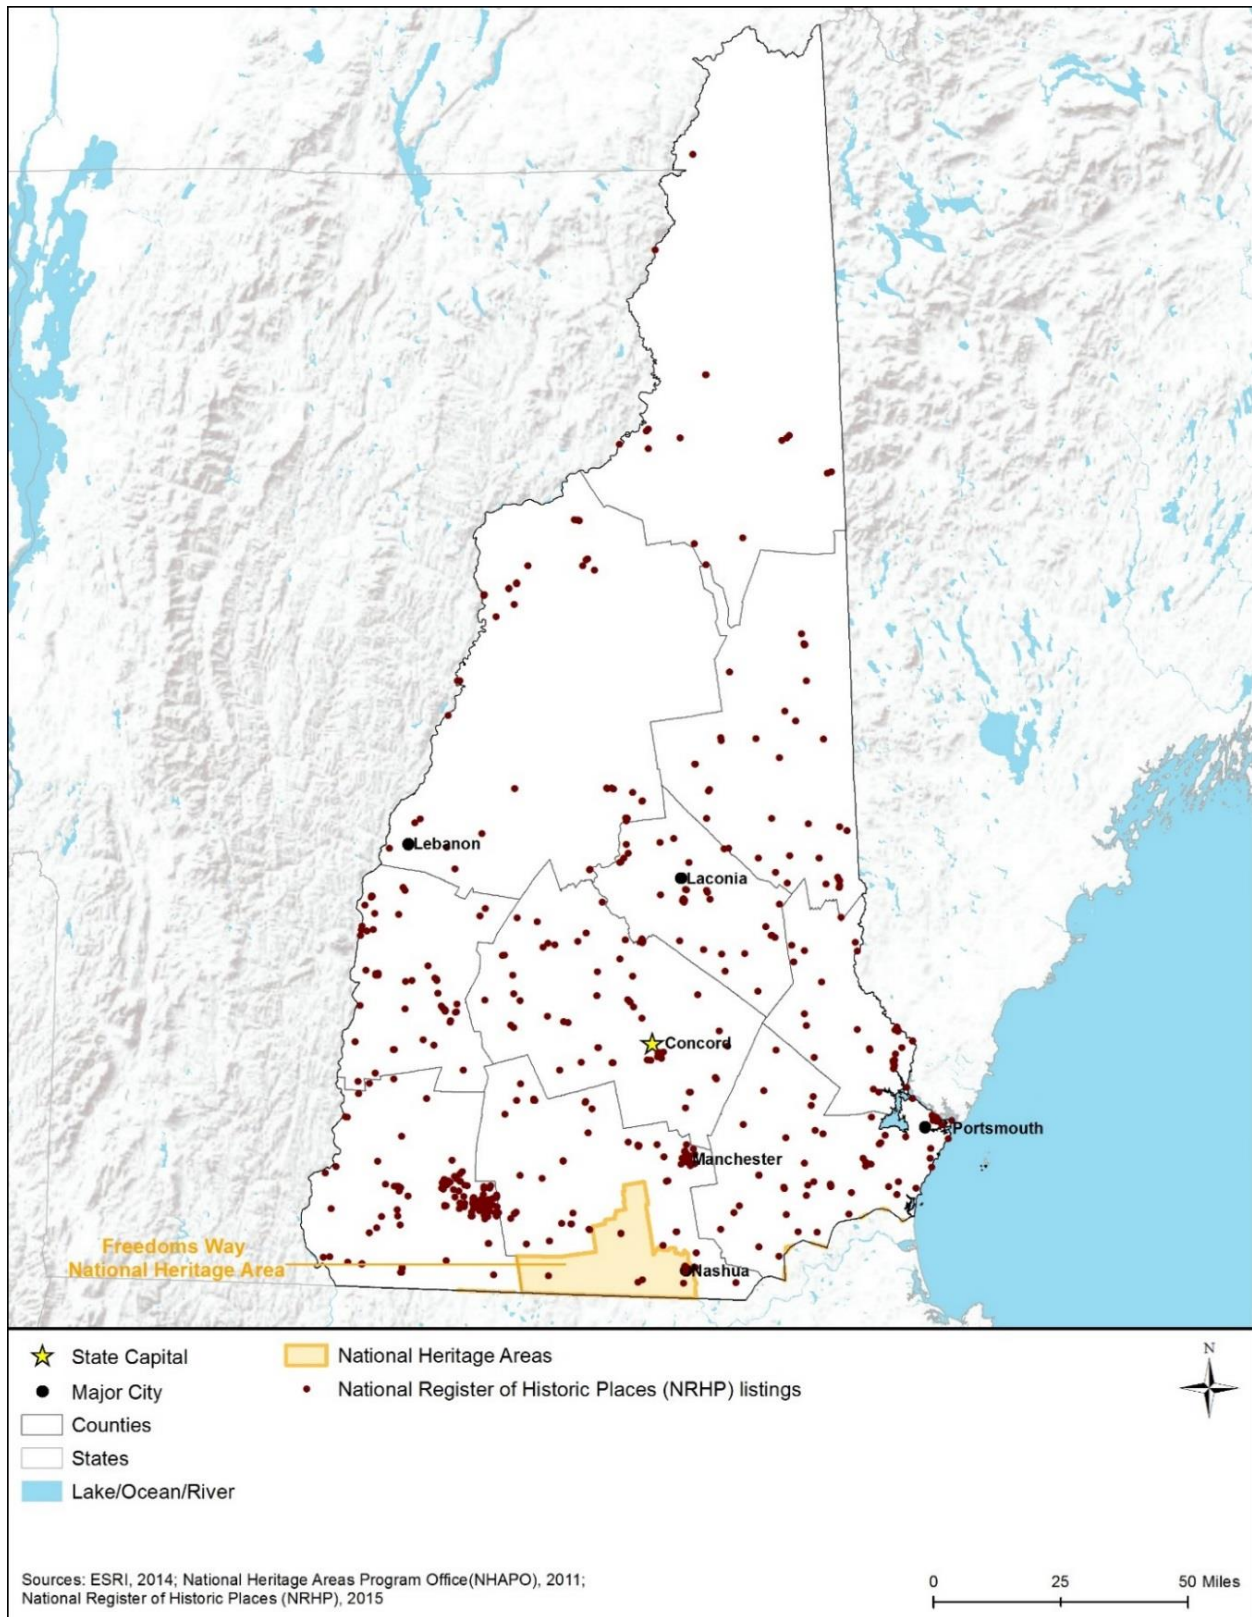 Lebanon
Laconia
Concord
Portsmouth
Manchester
Freedoms Way
National Heritage Area
Nashua
State Capital
Major City
Counties
States
Lake/Ocean/River
National Heritage Areas
National Register of Historic Places (NRHP) listings
N
Sources: ESRI, 2014; National Heritage Areas Program Office(NHAPO), 2011;
National Register of Historic Places (NRHP), 2015
0 25 50 Miles